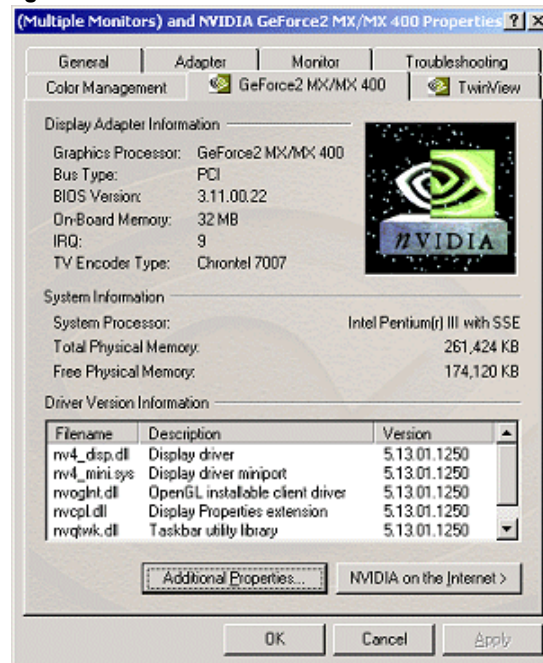 (Multiple Monitors) and NVIDIA GeForce2 MX/MX 400 Properties ? X
General Adapter Monitor Troubleshooting
Color Management GeForce2 MX/MX 400 TwinView
Display Adapter Information
Graphics Processor: GeForce2 MX/MX 400
Bus Type: PCI
BIOS Version: 3.11.00.22
On-Board Memory: 32 MB
IRQ: 9
TV Encoder Type: Chrontel 7007
nVIDIA
System Information
System Processor: Intel Pentium(r) III with SSE
Total Physical Memory: 261,424 KB
Free Physical Memory: 174,120 KB
Driver Version Information
Filename Description Version
nv4_disp.dll Display driver 5.13.01.1250
nv4_mini.sys Display driver miniport 5.13.01.1250
nvoglnt.dll OpenGL installable client driver 5.13.01.1250
nvcpl.dll Display Properties extension 5.13.01.1250
nvqtwk.dll Taskbar utility library 5.13.01.1250
Additional Properties... NVIDIA on the Internet >
OK Cancel Apply